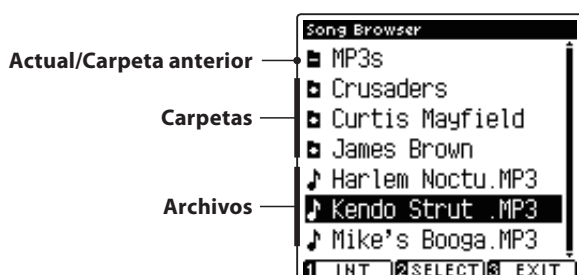 Song Browser
Actual/Carpeta anterior MP3s
Crusaders
Carpetas Curtis Mayfield
James Brown
Harlem Noctu.MP3
Archivos Kendo Strut .MP3
Mike's Booga.MP3
1 INT 2 SELECT 3 EXIT